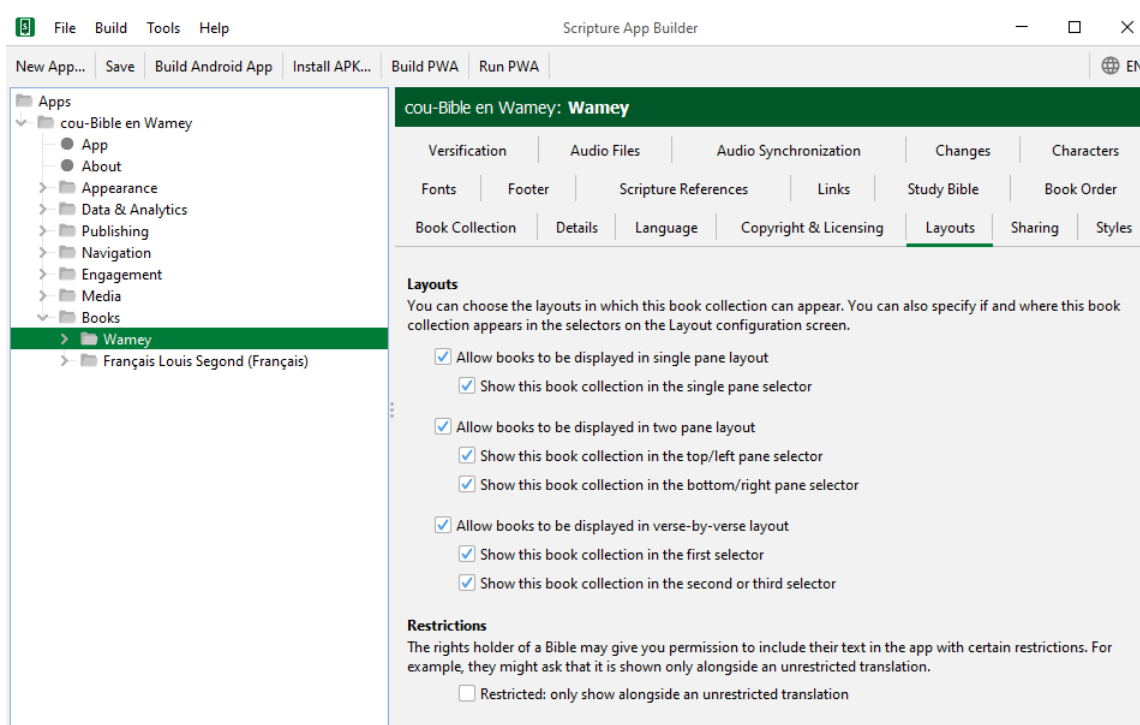 File Build Tools Help Scripture App Builder
New App... Save Build Android App Install APK... Build PWA Run PWA EN
Apps
cou-Bible en Wamey
App
About
Appearance
Data & Analytics
Publishing
Navigation
Engagement
Media
Books
Wamey
Français Louis Segond (Français)
cou-Bible en Wamey: Wamey
Versification Audio Files Audio Synchronization Changes Characters
Fonts Footer Scripture References Links Study Bible Book Order
Book Collection Details Language Copyright & Licensing Layouts Sharing Styles
Layouts
You can choose the layouts in which this book collection can appear. You can also specify if and where this book
collection appears in the selectors on the Layout configuration screen.
Allow books to be displayed in single pane layout
Show this book collection in the single pane selector
Allow books to be displayed in two pane layout
Show this book collection in the top/left pane selector
Show this book collection in the bottom/right pane selector
Allow books to be displayed in verse-by-verse layout
Show this book collection in the first selector
Show this book collection in the second or third selector
Restrictions
The rights holder of a Bible may give you permission to include their text in the app with certain restrictions. For
example, they might ask that it is shown only alongside an unrestricted translation.
Restricted: only show alongside an unrestricted translation